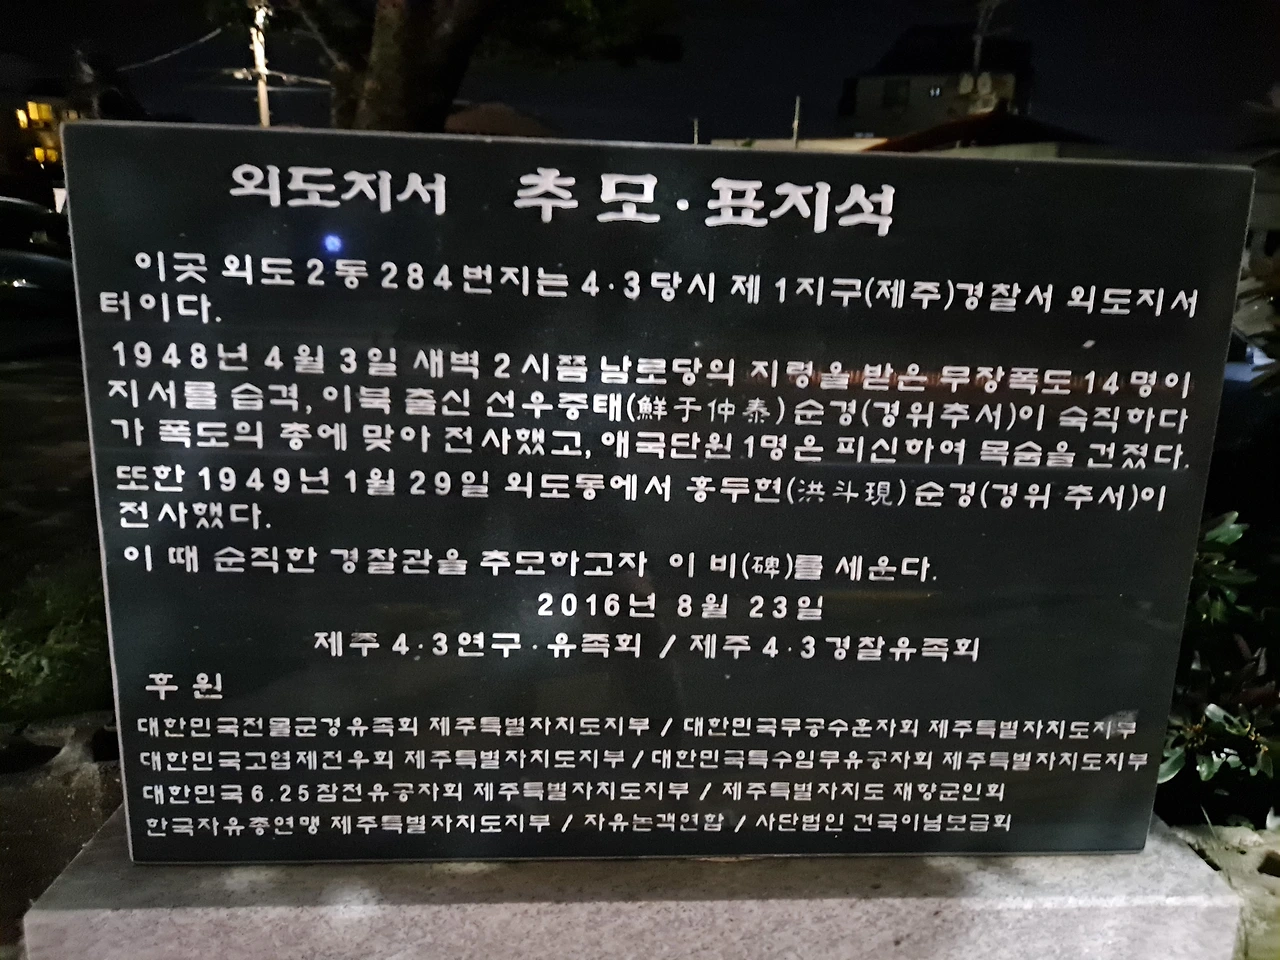 외도지서 추모·표지석
이곳 외도2동 284번지는 4·3당시 제1지구(제주)경찰서 외도지서
터이다.
1948년 4월 3일 새벽 2시쯤 남로당의 지령을 받은 무장폭도 14명이
지서를 습격, 이북 출신 선우중태(鮮于仲泰) 순경(경위추서)이 숙직하다
가 폭도의 총에 맞아 전사했고, 애국단원 1명은 피신하여 목숨을 건졌다.
또한 1949년 1월 29일 외도동에서 홍두현(洪斗現) 순경(경위 추서)이
전사했다.
이 때 순직한 경찰관을 추모하고자 이 비(碑)를 세운다.
2016년 8월 23일
제주 4·3연구·유족회 / 제주 4·3경찰유족회
후 원
대한민국전몰군경유족회 제주특별자치도지부 / 대한민국무공수훈자회 제주특별자치도지부
대한민국고엽제전우회 제주특별자치도지부 / 대한민국특수임무유공자회 제주특별자치도지부
대한민국6.25참전유공자회 제주특별자치도지부 / 제주특별자치도 재향군인회
한국자유총연맹 제주특별자치도지부 / 자유논객연합 / 사단법인 건국이념보급회